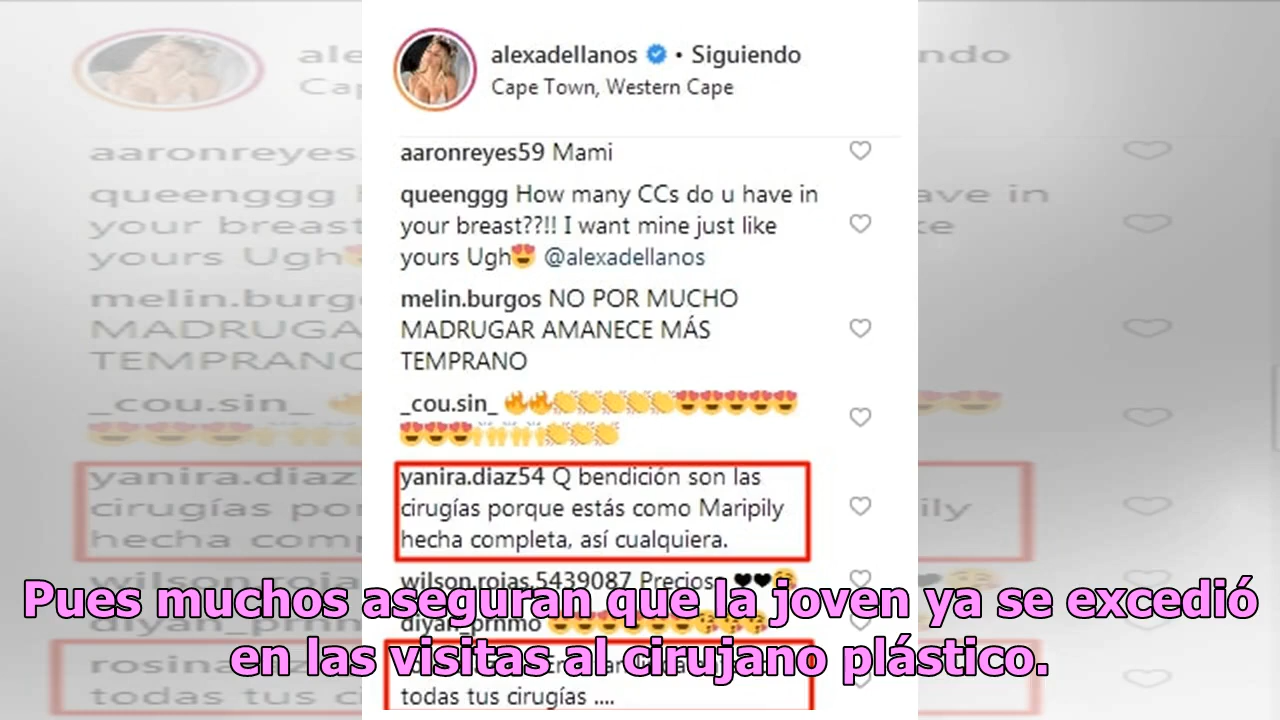 alexadellanos • Siguiendo
Cape Town, Western Cape
aaronreyes59 Mami
queenggg How many CCs do u have in
your breast??!! I want mine just like
yours Ugh😍 @alexadellanos
melin.burgos NO POR MUCHO
MADRUGAR AMANECE MÁS
TEMPRANO
_cou.sin_ 🔥🔥👏👏👏👏👏😍😍😍😍😍
😍😍😍🙌🙌🙌👏👏👏
yanira.diaz54 Q bendición son las
cirugías porque estás como Maripily
hecha completa, así cualquiera.
wilson.rojas.5439087 Precios
Pues muchos aseguran que la joven ya se excedió
diyan_prnmo
en las visitas al cirujano plástico.
todas tus cirugías ....